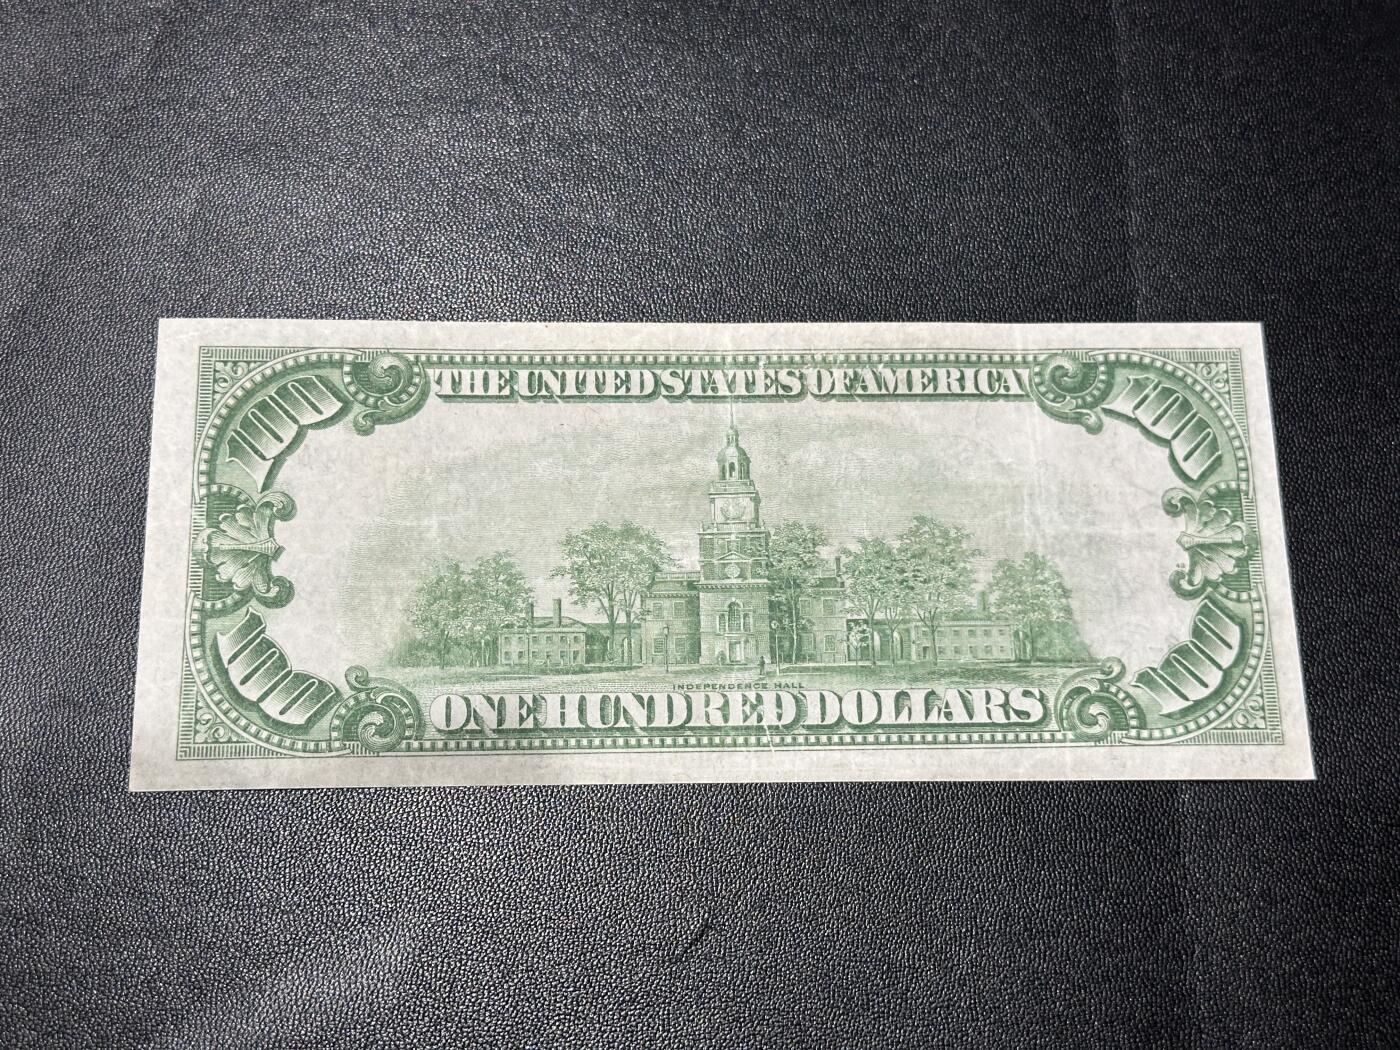 100 THE UNITED STATES OF AMERICA 100
INDEPENDENCE HALL
100 ONE HUNDRED DOLLARS 100